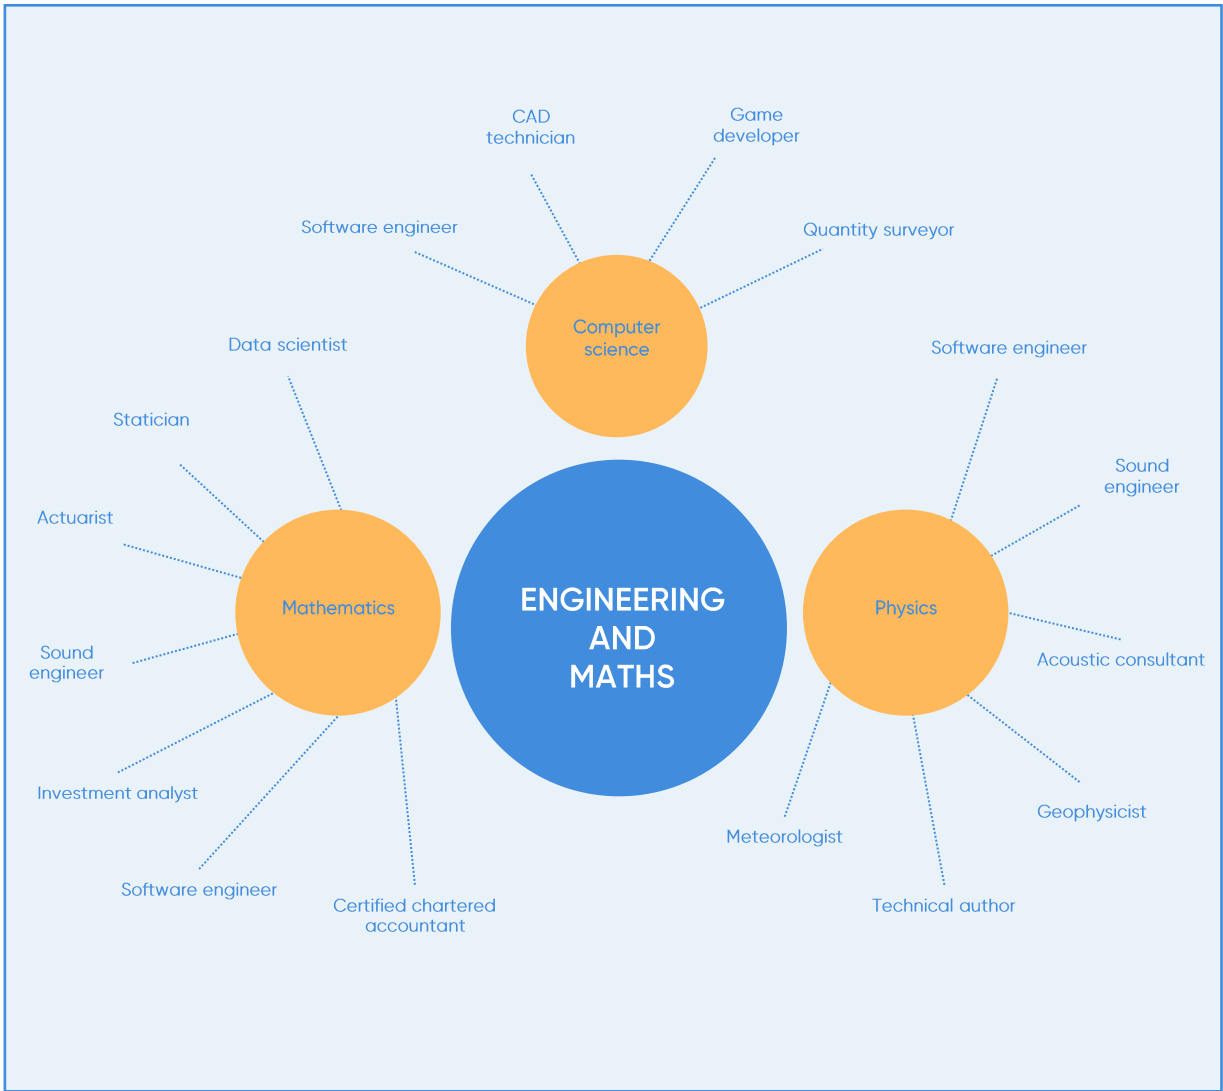 CAD
technician
Game
developer
Software engineer
Quantity surveyor
Computer
science
Data scientist
Software engineer
Statician
Sound
engineer
Actuarist
Mathematics
ENGINEERING
AND
MATHS
Physics
Sound
engineer
Acoustic consultant
Investment analyst
Geophysicist
Meteorologist
Software engineer
Certified chartered
accountant
Technical author